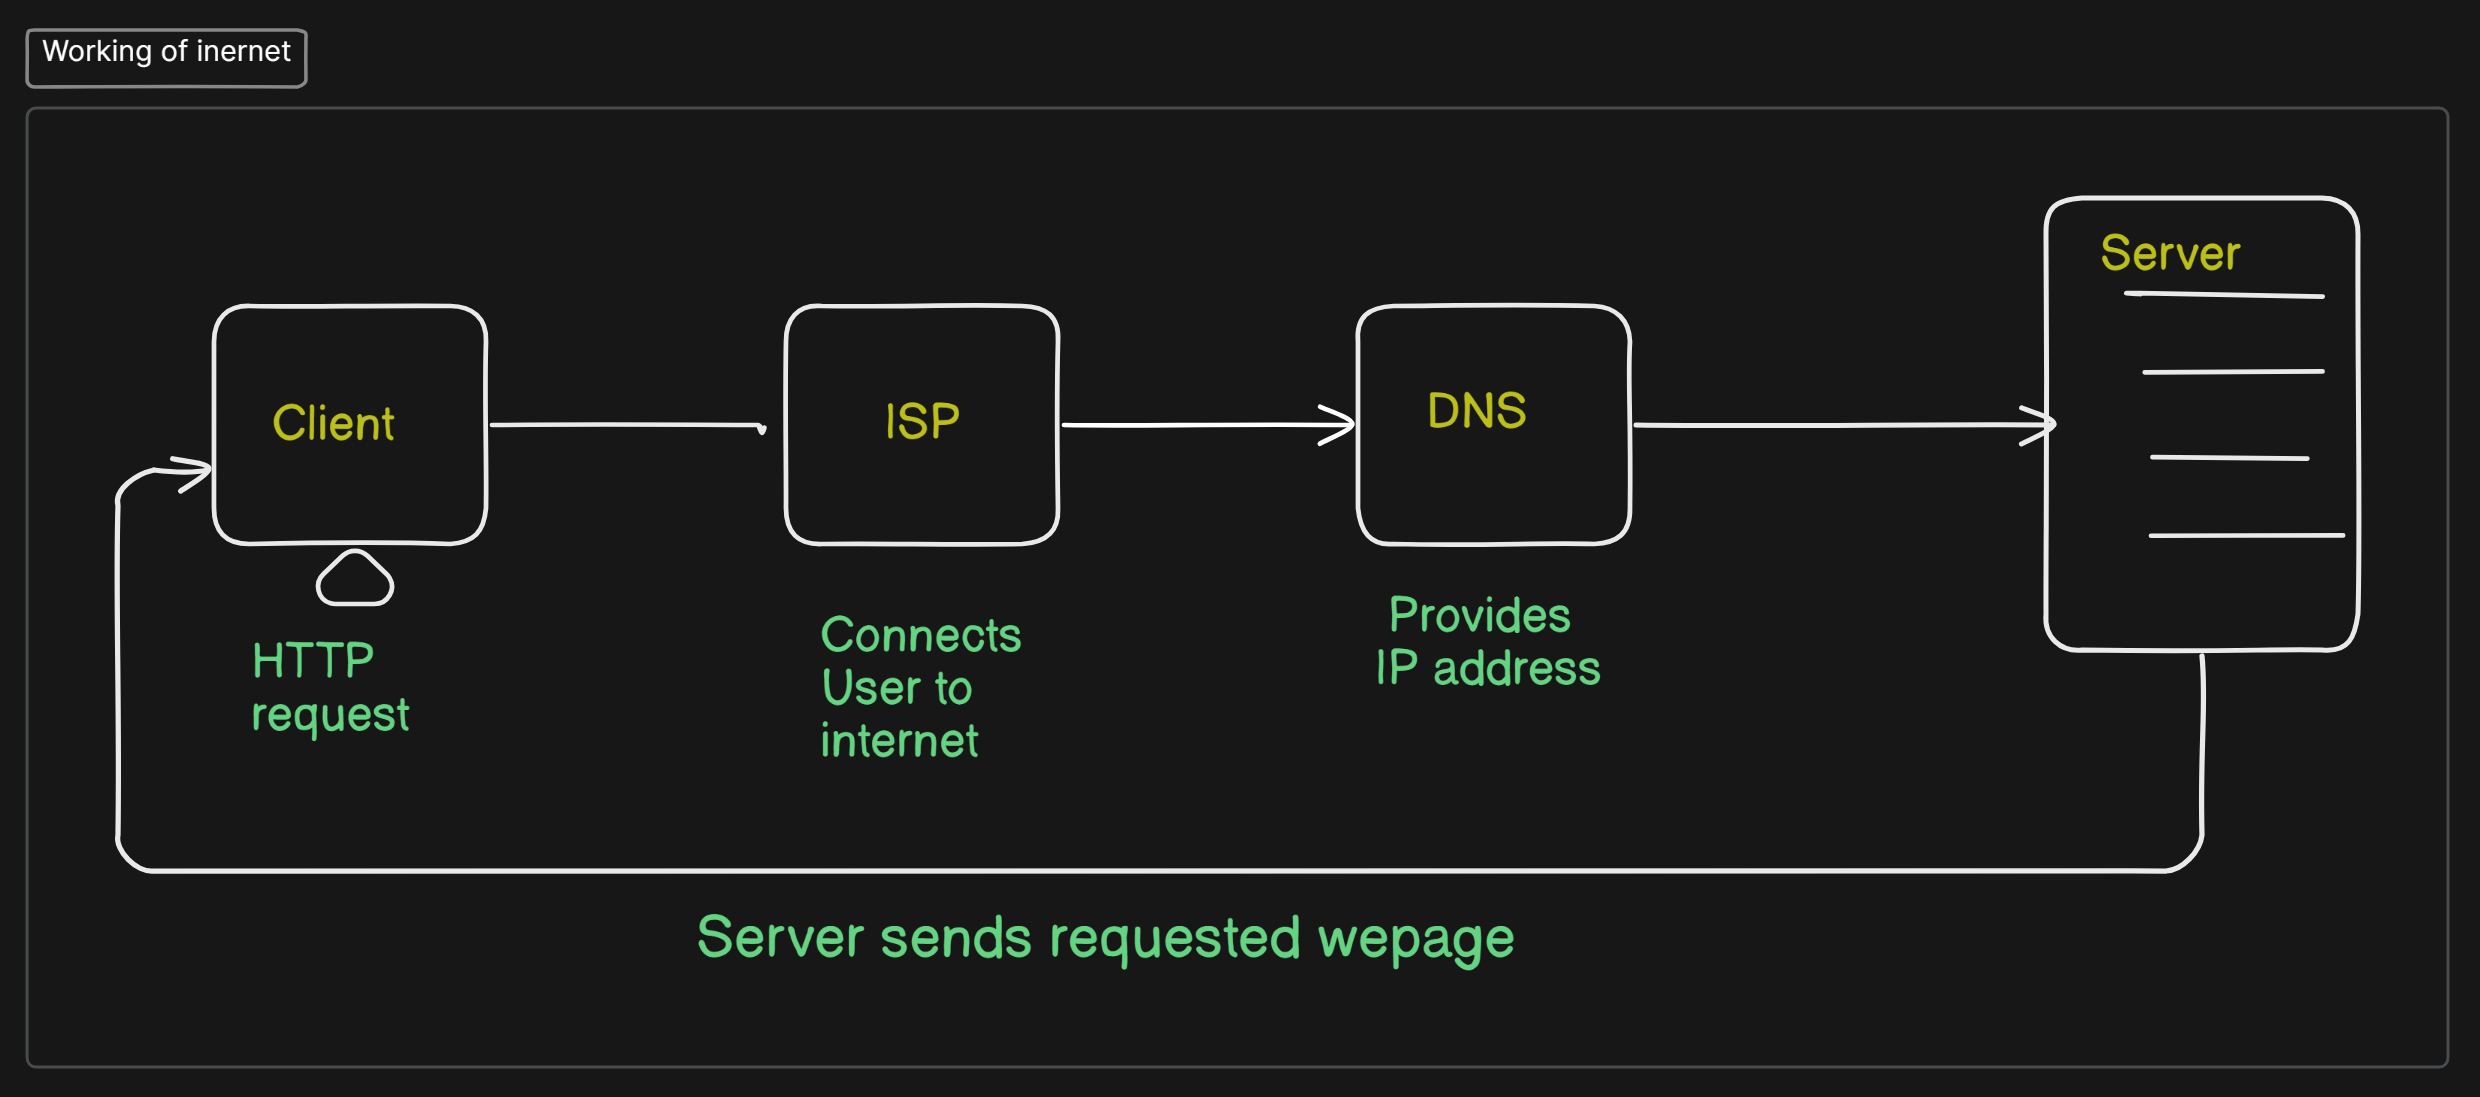 Working of inernet
Client
ISP
DNS
Server
HTTP
request
Connects
User to
internet
Provides
IP address
Server sends requested wepage